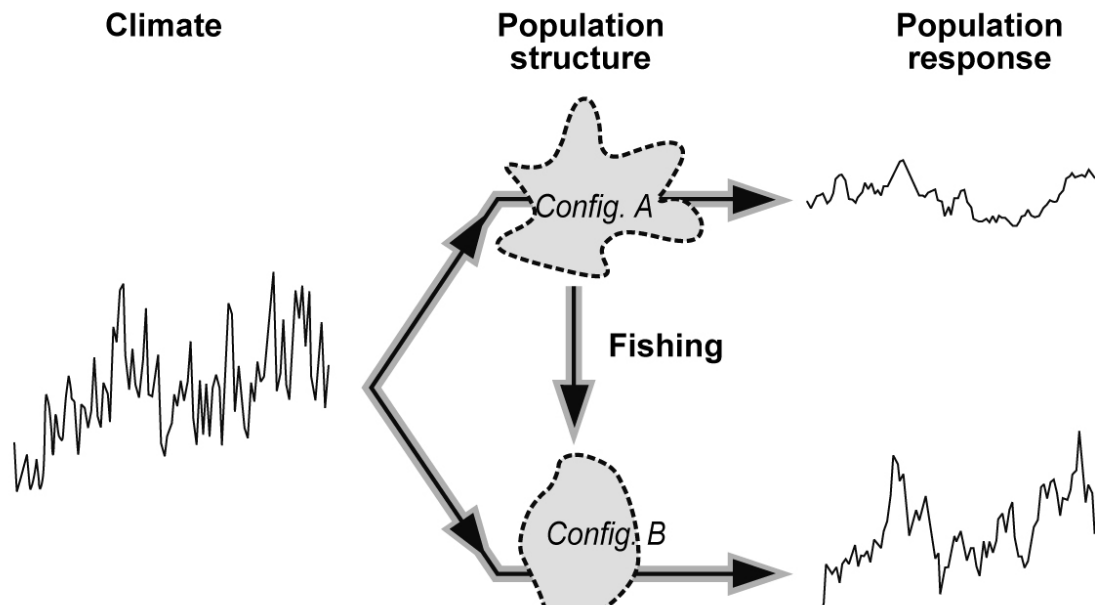 Climate
Population
structure
Population
response
Config. A
Fishing
Config. B